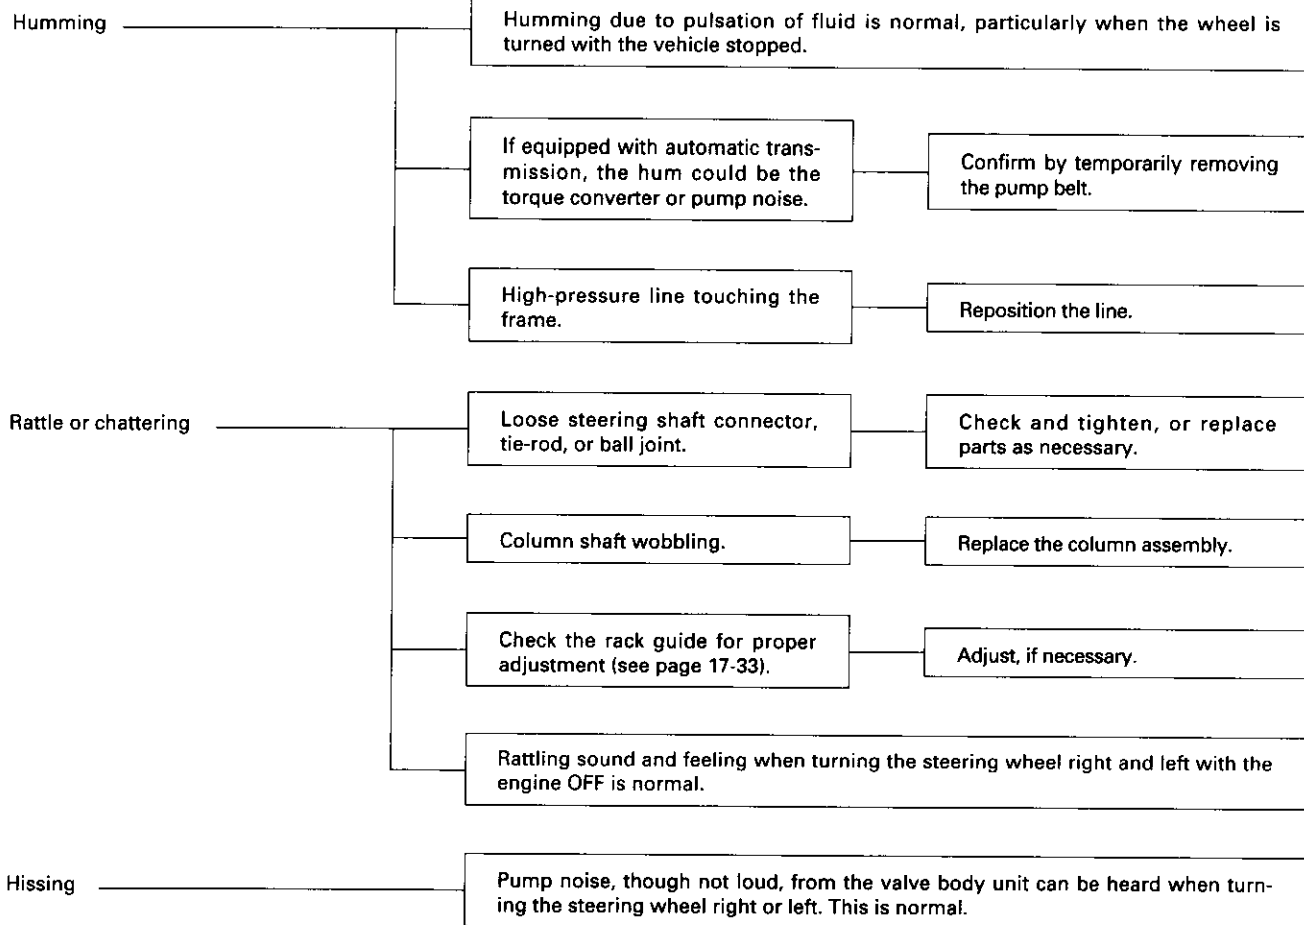 Humming
Humming due to pulsation of fluid is normal, particularly when the wheel is
turned with the vehicle stopped.
If equipped with automatic trans-
mission, the hum could be the
torque converter or pump noise.
Confirm by temporarily removing
the pump belt.
High-pressure line touching the
frame.
Reposition the line.
Rattle or chattering
Loose steering shaft connector,
tie-rod, or ball joint.
Check and tighten, or replace
parts as necessary.
Column shaft wobbling.
Replace the column assembly.
Check the rack guide for proper
adjustment (see page 17-33).
Adjust, if necessary.
Rattling sound and feeling when turning the steering wheel right and left with the
engine OFF is normal.
Hissing
Pump noise, though not loud, from the valve body unit can be heard when turn-
ing the steering wheel right or left. This is normal.